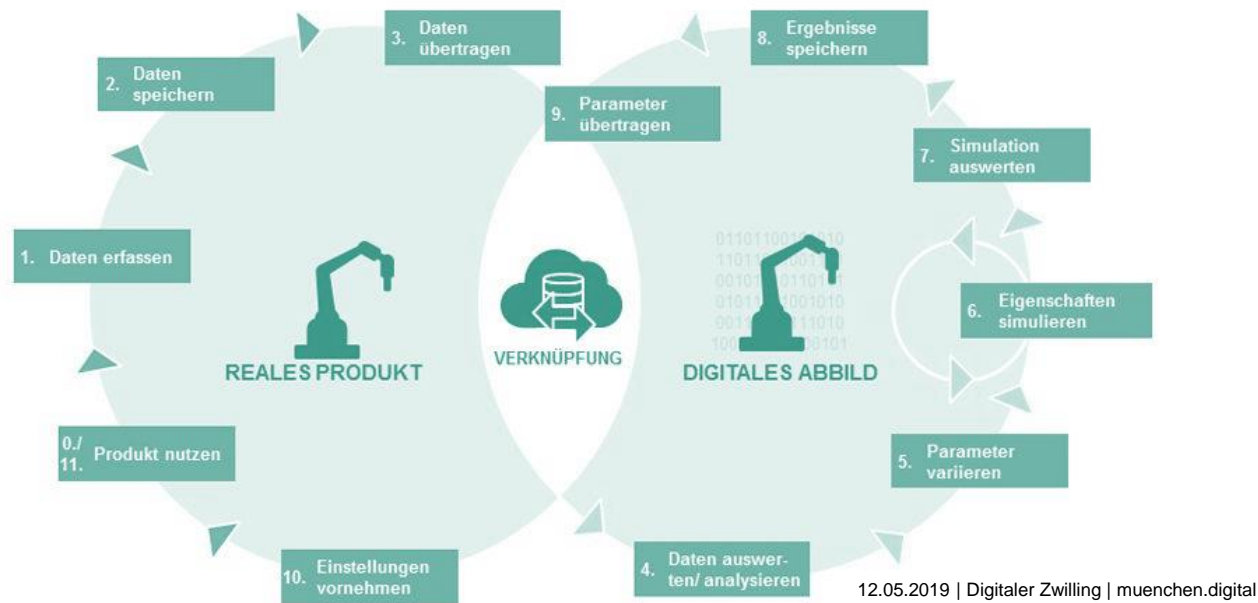 3. Daten
übertragen
8. Ergebnisse
speichern
2. Daten
speichern
9. Parameter
übertragen
7. Simulation
auswerten
1. Daten erfassen
6. Eigenschaften
simulieren
REALES PRODUKT
VERKNÜPFUNG
DIGITALES ABBILD
0./
11. Produkt nutzen
5. Parameter
variieren
10. Einstellungen
vornehmen
4. Daten auswer-
ten/ analysieren
12.05.2019 | Digitaler Zwilling | muenchen.digital